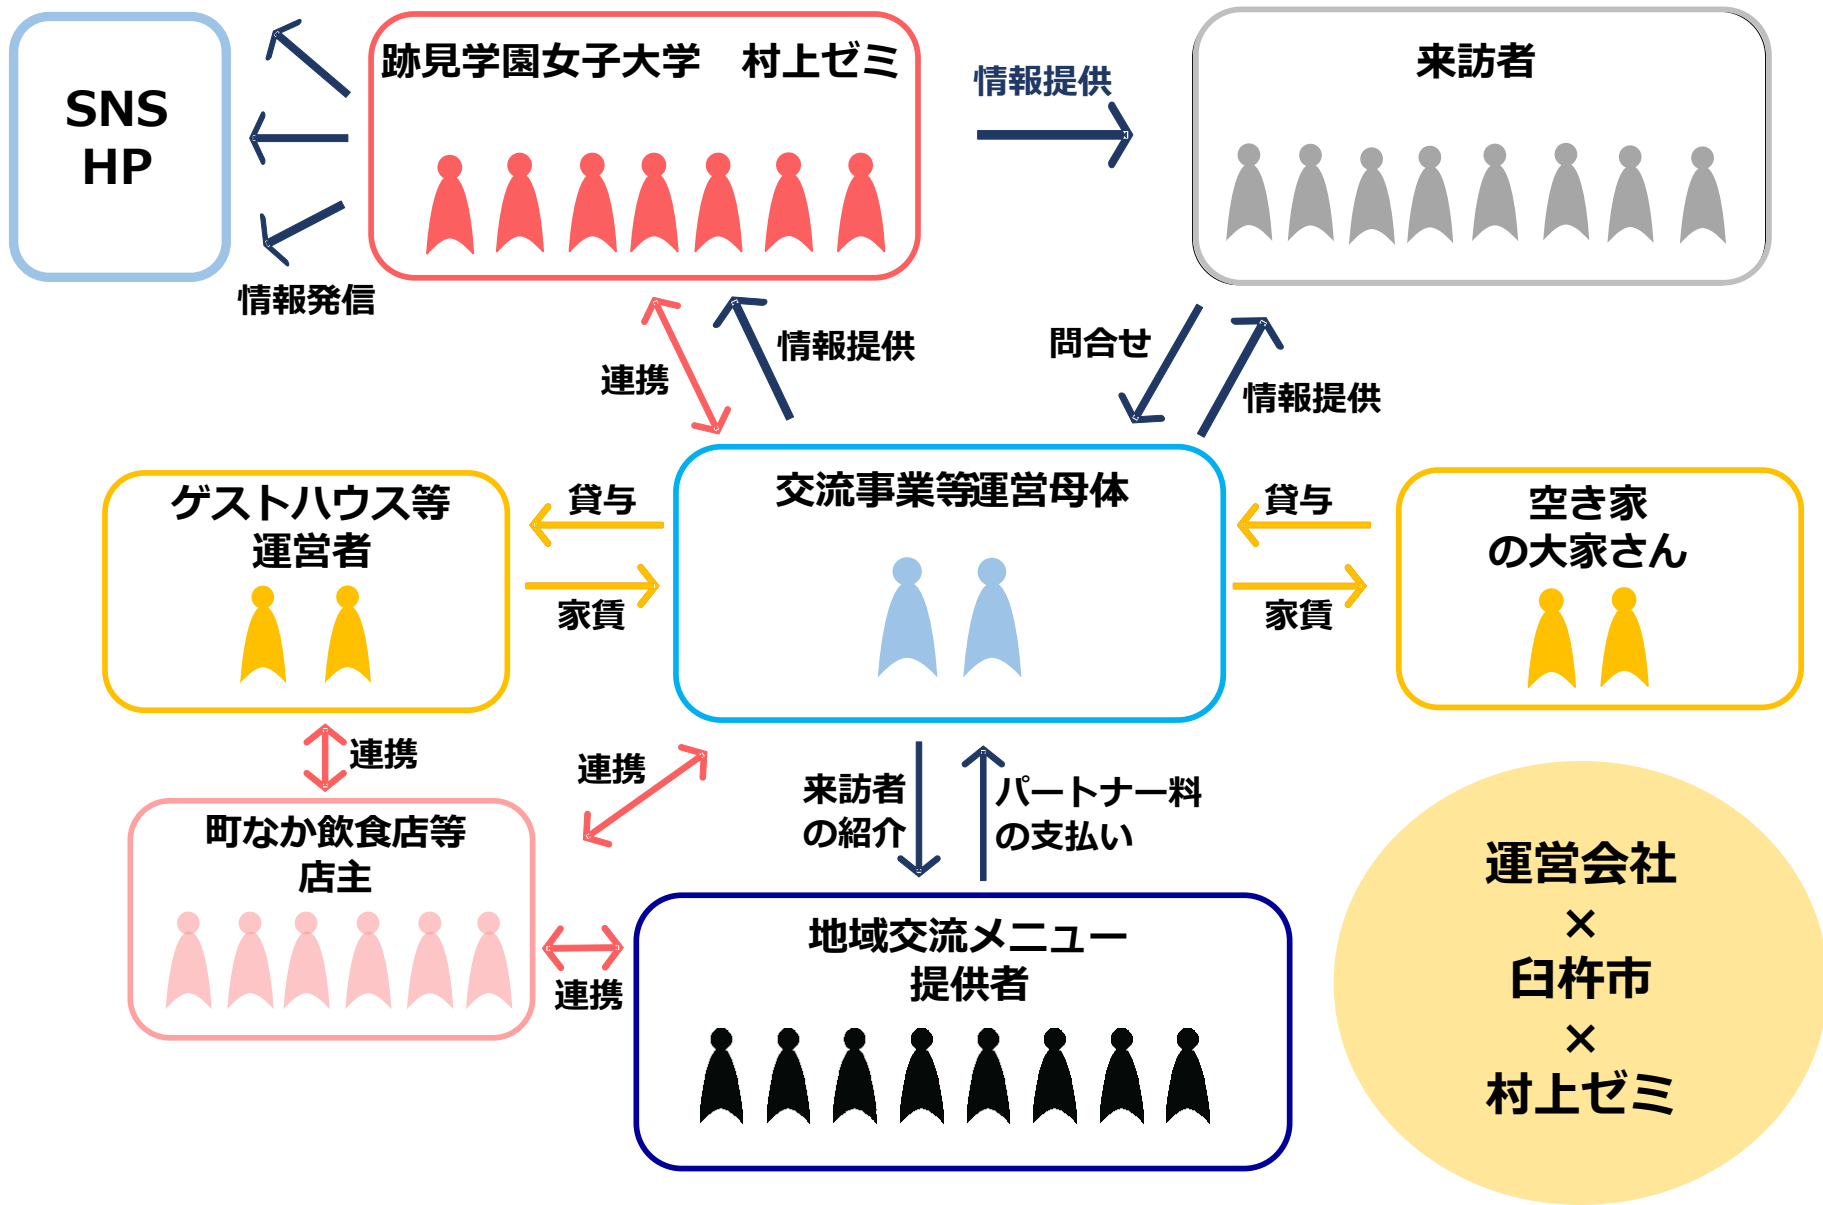 SNS
HP
跡見学園女子大学　村上ゼミ
情報提供
来訪者
情報発信
連携
情報提供
問合せ
情報提供
ゲストハウス等
運営者
貸与
家賃
交流事業等運営母体
貸与
家賃
空き家
の大家さん
連携
連携
来訪者
の紹介
パートナー料
の支払い
町なか飲食店等
店主
連携
地域交流メニュー
提供者
運営会社
×
臼杵市
×
村上ゼミ